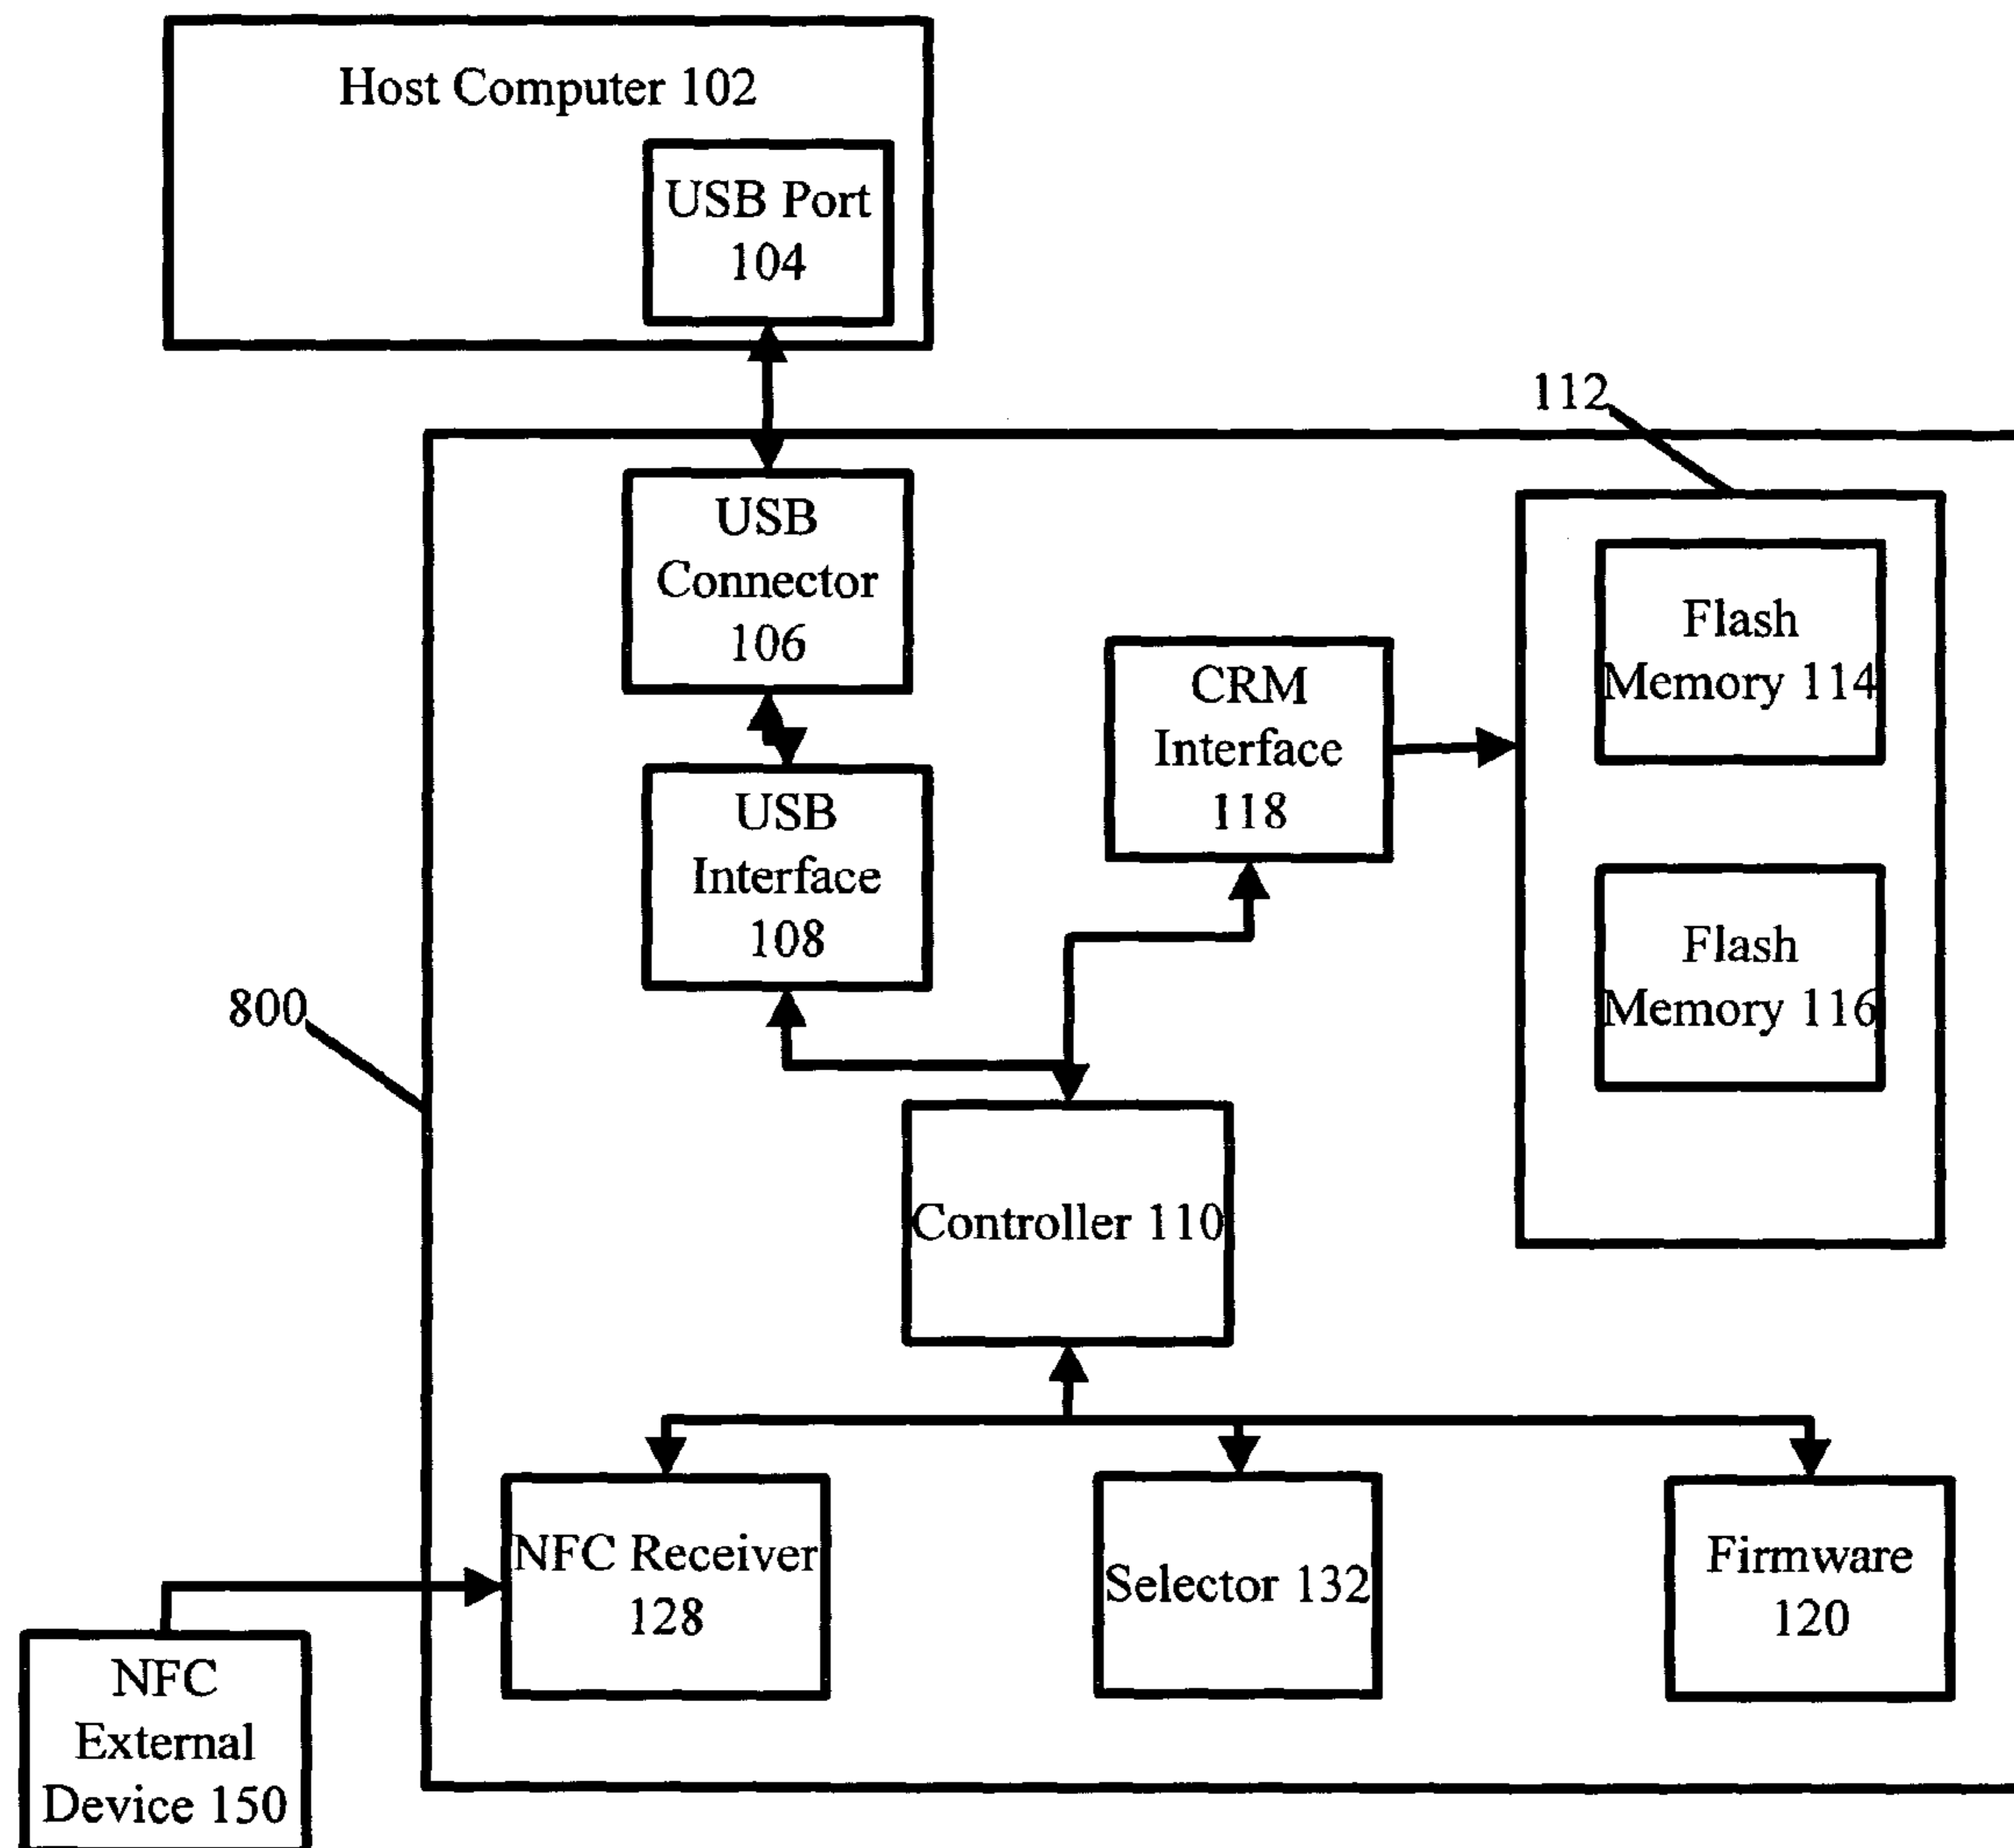 Host Computer 102
USB Port
104
112
USB
Connector
106
Flash
Memory 114
CRM
Interface
118
USB
Interface
108
Flash
Memory 116
800
Controller 110
NFC Receiver
128
Selector 132
Firmware
120
NFC
External
Device 150